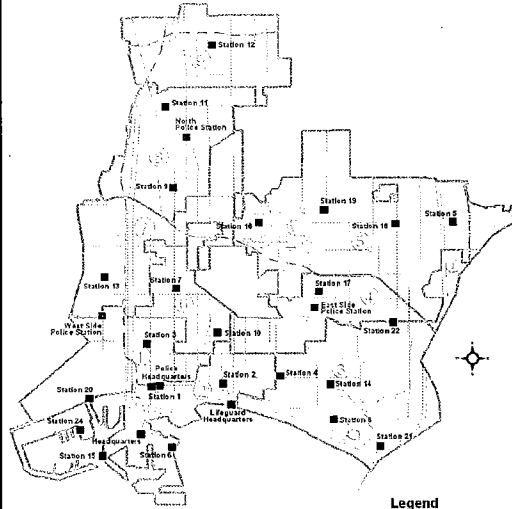 Station 12
Station 11
North
Police Station
Station 9
Station 19
Station 16
Station 18
Station 5
Station 13
Station 7
Station 17
East Side
Police Station
West Side
Police Station
Station 22
Station 3
Station 10
Police
Headquarters
Station 1
Station 2
Station 4
Station 14
Station 20
Lifeguard
Headquarters
Station 24
Headquarters
Station 8
Station 15
Station 6
Station 21
Legend